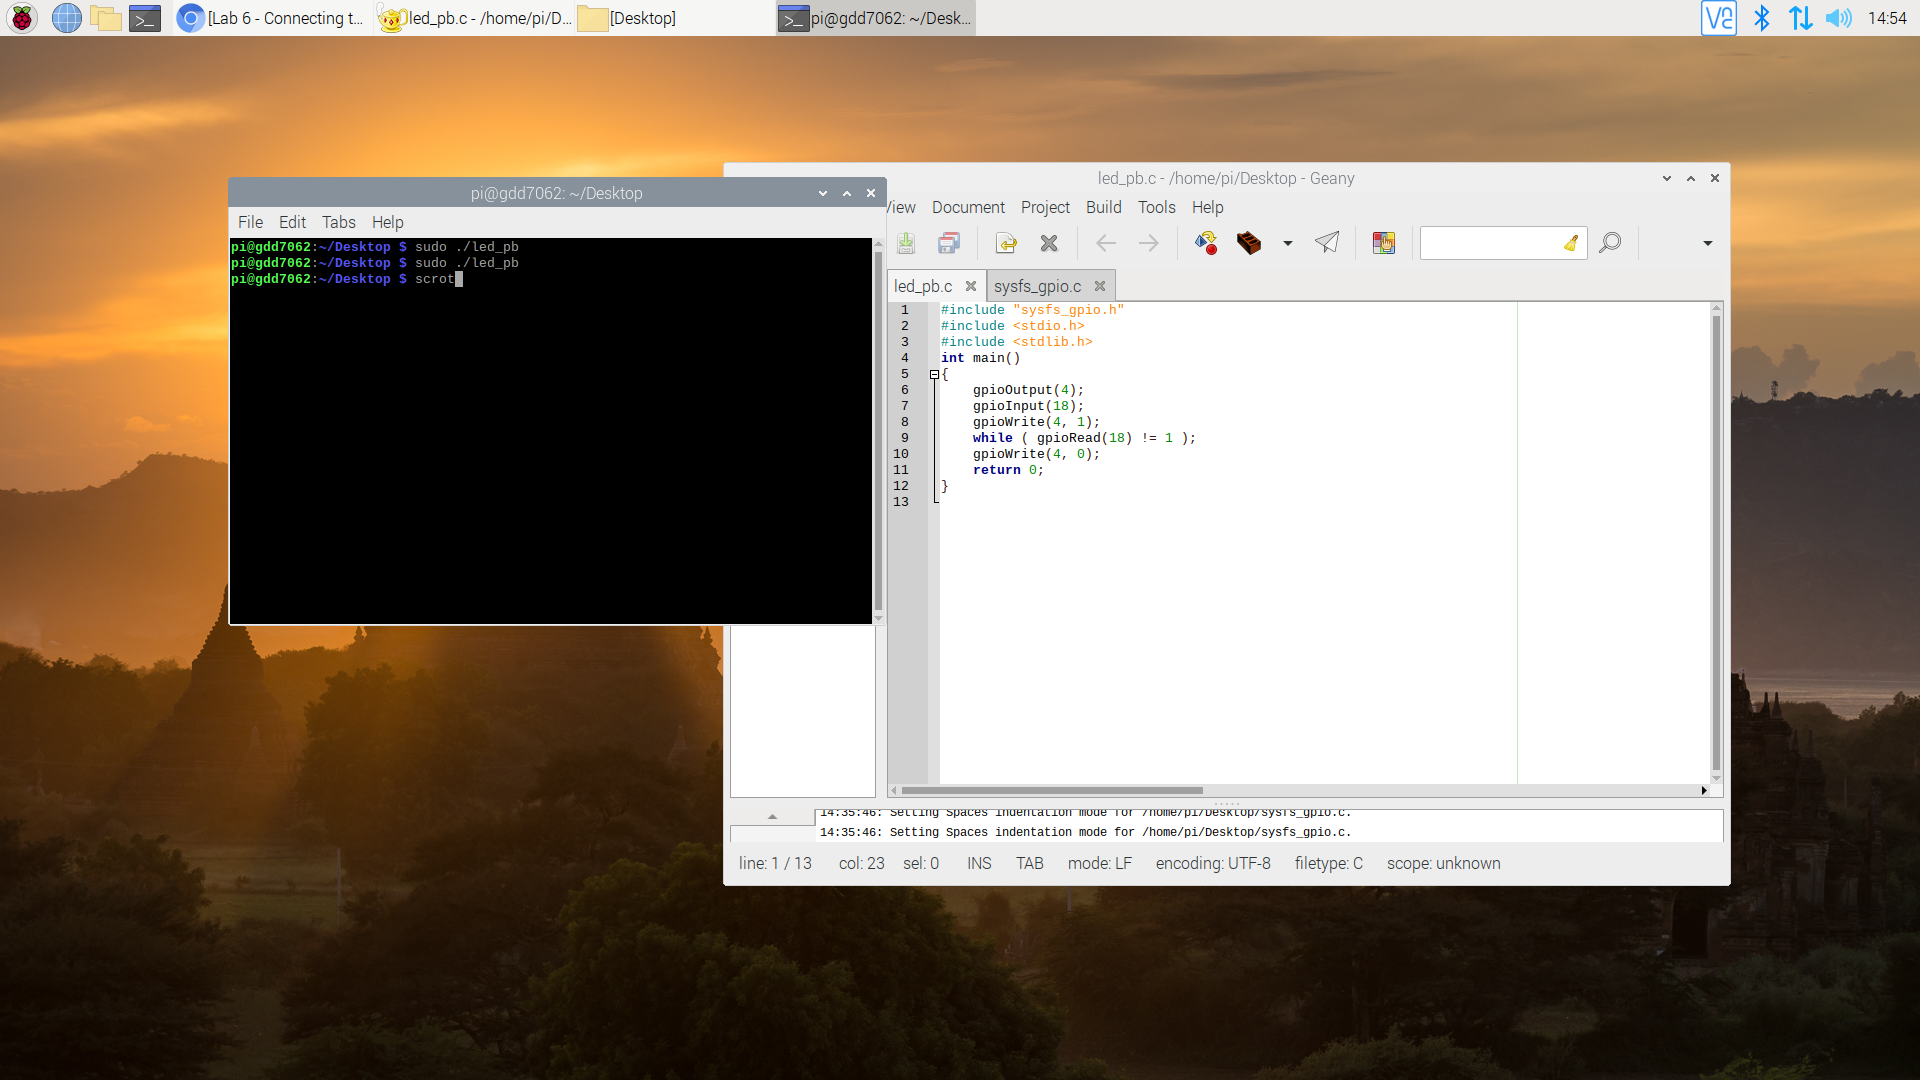 [Lab 6 - Connecting t...
led_pb.c - /home/pi/D...
[Desktop]
pi@gdd7062: ~/Desk...
14:54
led_pb.c - /home/pi/Desktop - Geany
View Document Project Build Tools Help
led_pb.c sysfs_gpio.c
1 #include "sysfs_gpio.h"
2 #include <stdio.h>
3 #include <stdlib.h>
4 int main()
5 {
6 gpioOutput(4);
7 gpioInput(18);
8 gpioWrite(4, 1);
9 while ( gpioRead(18) != 1 );
10 gpioWrite(4, 0);
11 return 0;
12 }
13
14:35:46: Setting Spaces indentation mode for /home/pi/Desktop/sysfs_gpio.c.
14:35:46: Setting Spaces indentation mode for /home/pi/Desktop/sysfs_gpio.c.
line: 1 / 13 col: 23 sel: 0 INS TAB mode: LF encoding: UTF-8 filetype: C scope: unknown
pi@gdd7062: ~/Desktop
File Edit Tabs Help
pi@gdd7062:~/Desktop $ sudo ./led_pb
pi@gdd7062:~/Desktop $ sudo ./led_pb
pi@gdd7062:~/Desktop $ scrot